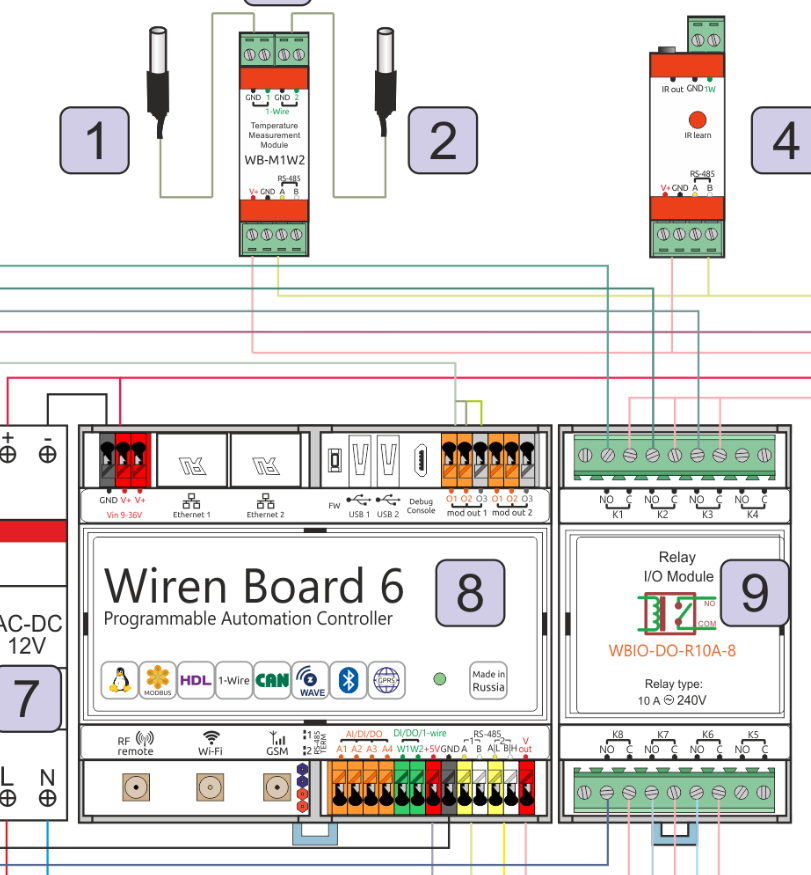 1
2
4
GND 1 GND 2
1-Wire
Temperature
Measurement
Module
WB-M1W2
RS-485
V+ GND A B
IR out GND 1W
IR learn
RS-485
V+ GND A B
+ -
AC-DC
12V
7
L N
GND V+ V+
Vin 9-36V
Ethernet 1
Ethernet 2
FW
USB 1
USB 2
Debug
Console
O1 O2 O3 O1 O2 O3
mod out 1 mod out 2
Wiren Board 6
Programmable Automation Controller
8
MODBUS
HDL
1-Wire
CAN
WAVE
GPRS
Made in
Russia
RF
remote
Wi-Fi
GSM
1
2
RS-485
TERM
AI/DI/DO DI/DO/1-wire RS-485 V
1 2
A1 A2 A3 A4 W1 W2 +5V GND A B A L B H out
NO C NO C NO C NO C
K1 K2 K3 K4
Relay
I/O Module
9
NO
COM
WBIO-DO-R10A-8
Relay type:
10 A 240V
K8 K7 K6 K5
NO C NO C NO C NO C